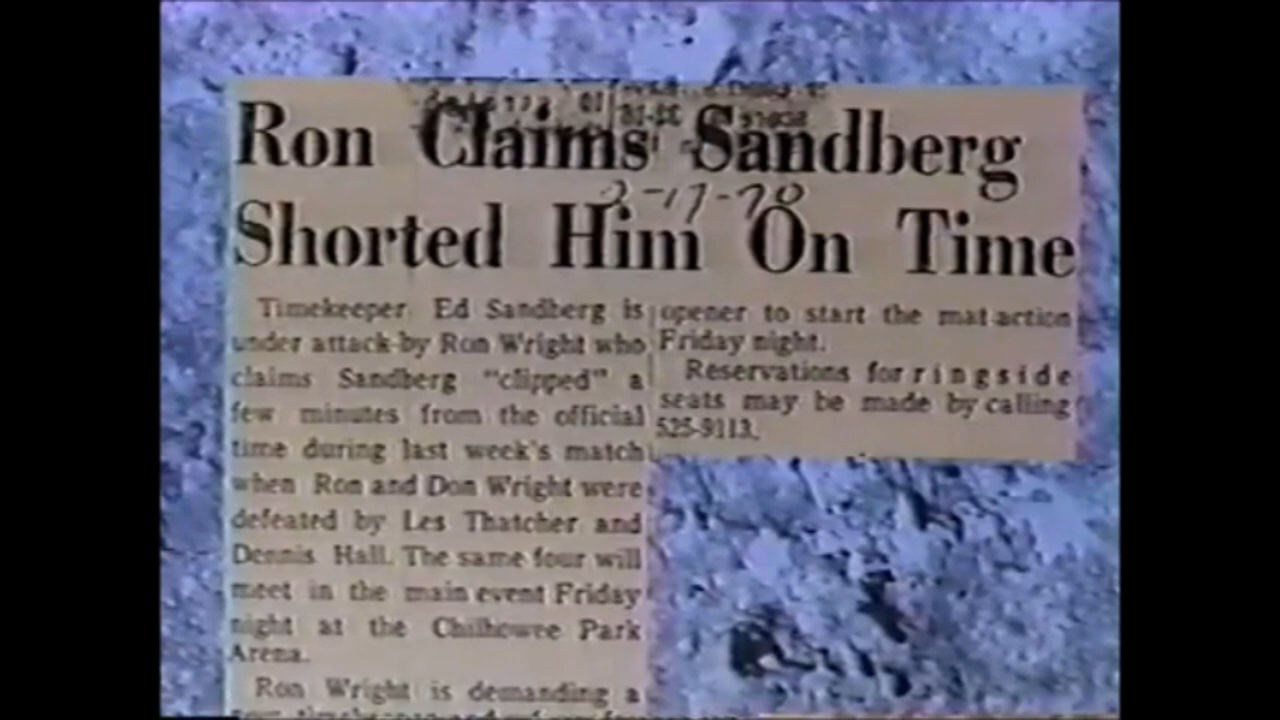 Ron Claims Sandberg
2-17-70
Shorted Him On Time
Timekeeper Ed Sandberg is
under attack by Ron Wright who
claims Sandberg "clipped" a
few minutes from the official
time during last week's match
when Ron and Don Wright were
defeated by Les Thatcher and
Dennis Hall. The same four will
meet in the main event Friday
night at the Chilhowee Park
Arena.
Ron Wright is demanding a
opener to start the mat action
Friday night.
Reservations for ringside
seats may be made by calling
525-9113.